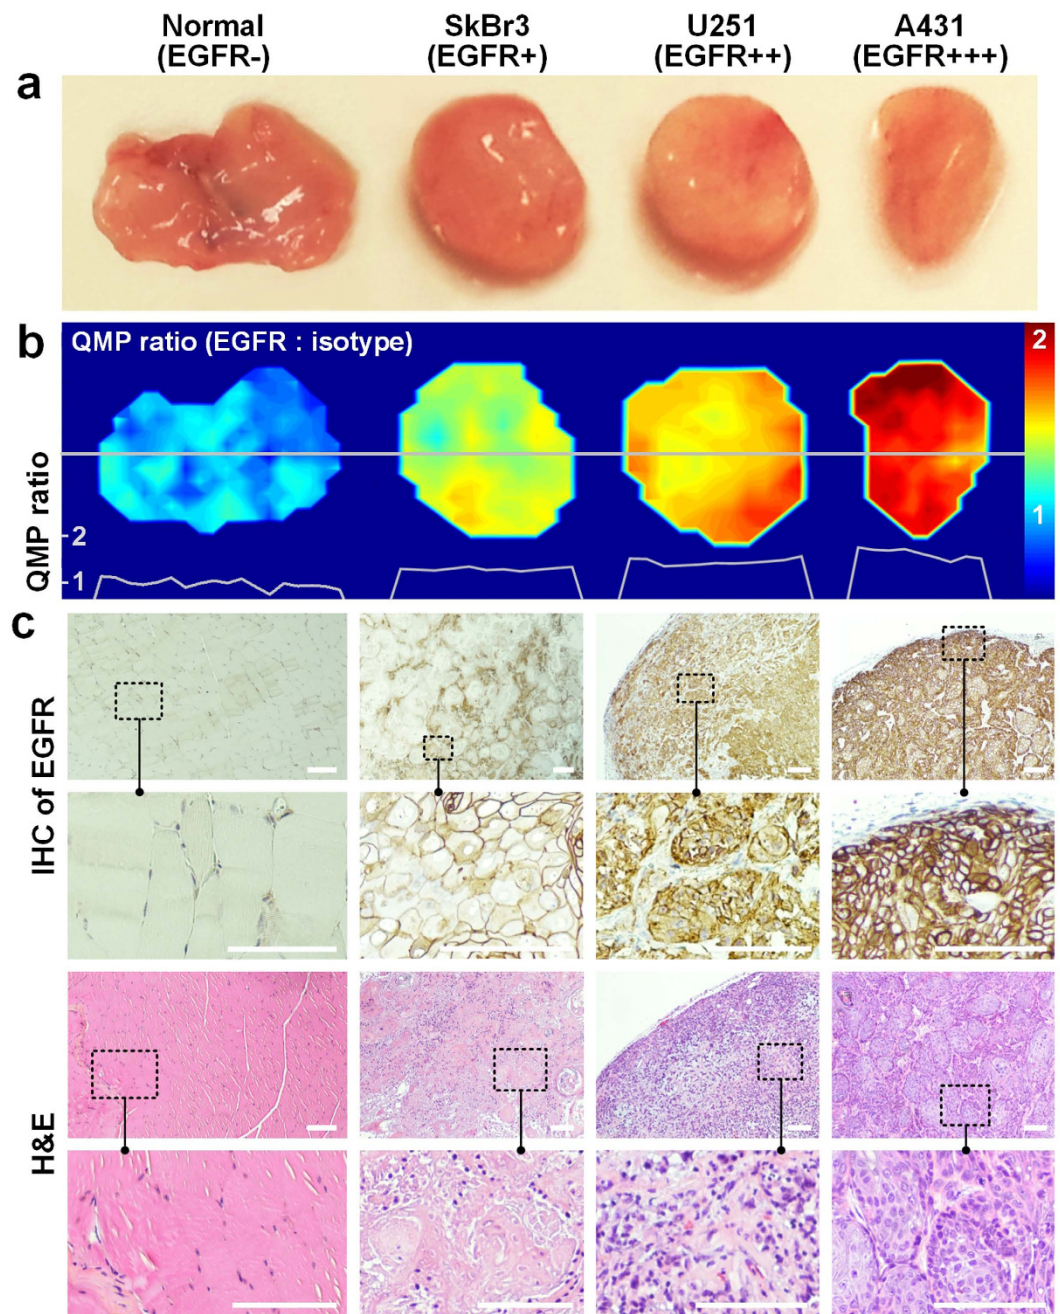 Normal
(EGFR-)
SkBr3
(EGFR+)
U251
(EGFR++)
A431
(EGFR+++)
a
b
QMP ratio (EGFR : isotype)
2
1
QMP ratio
2
1
c
IHC of EGFR
H&E